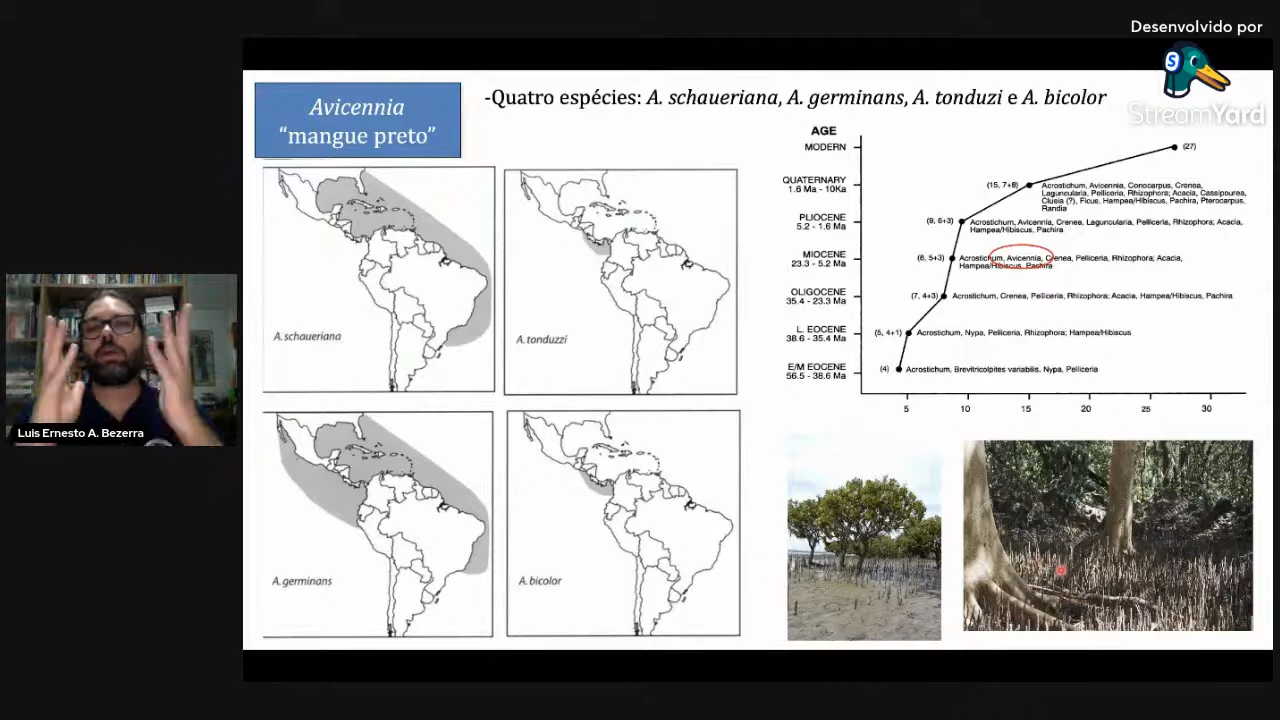 Desenvolvido por
S
StreamYard
Avicennia
“mangue preto”
-Quatro espécies: A. schaueriana, A. germinans, A. tonduzi e A. bicolor
A. schaueriana
A. tonduzzi
A. germinans
A. bicolor
AGE
MODERN
(27)
QUATERNARY
1.6 Ma - 10Ka
(15, 7+8)
Acrostichum, Avicennia, Conocarpus, Crenea,
Laguncularia, Pelliceria, Rhizophora; Acacia, Cassipourea,
Clusia (?), Ficus, Hampea/Hibiscus, Pachira, Pterocarpus,
Randia
PLIOCENE
5.2 - 1.6 Ma
(9, 6+3)
Acrostichum, Avicennia, Crenea, Laguncularia, Pelliceria, Rhizophora; Acacia,
Hampea/Hibiscus, Pachira
MIOCENE
23.3 - 5.2 Ma
(8, 5+3)
Acrostichum, Avicennia, Crenea, Pelliceria, Rhizophora; Acacia,
Hampea/Hibiscus, Pachira
OLIGOCENE
35.4 - 23.3 Ma
(7, 4+3)
Acrostichum, Crenea, Pelliceria, Rhizophora; Acacia, Hampea/Hibiscus, Pachira
L. EOCENE
38.6 - 35.4 Ma
(5, 4+1)
Acrostichum, Nypa, Pelliceria, Rhizophora; Hampea/Hibiscus
E/M EOCENE
56.5 - 38.6 Ma
(4)
Acrostichum, Brevitricolpites variabilis, Nypa, Pelliceria
5 10 15 20 25 30
Luis Ernesto A. Bezerra